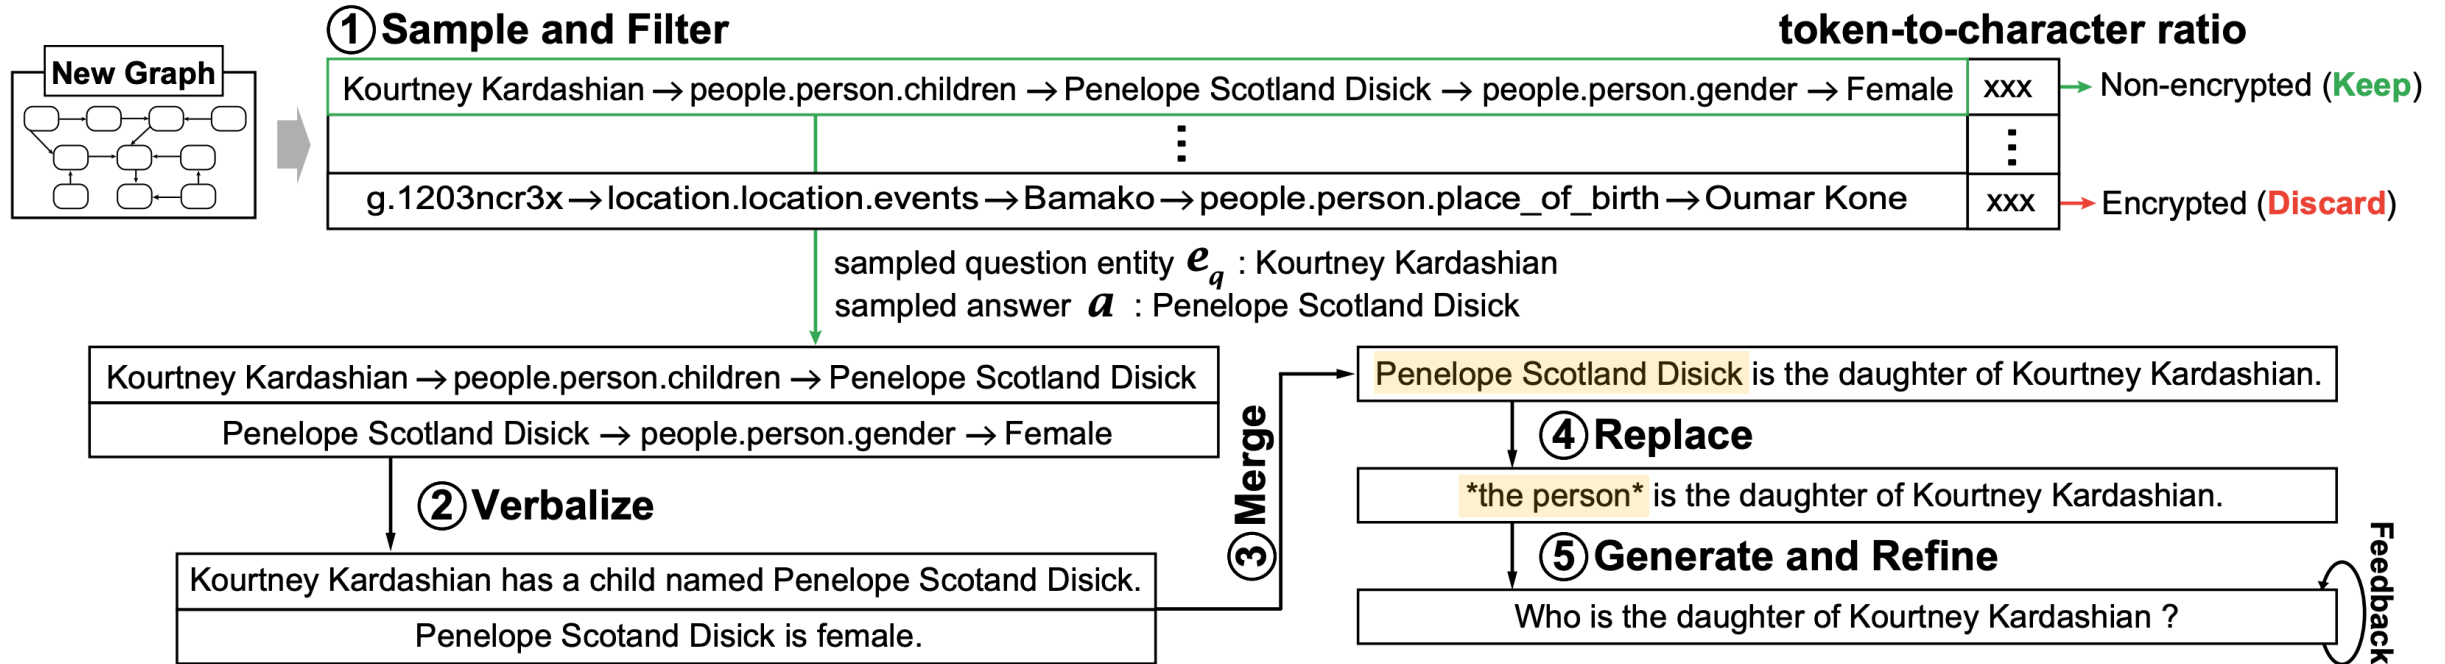 ① Sample and Filter
token-to-character ratio
New Graph
Kourtney Kardashian → people.person.children → Penelope Scotland Disick → people.person.gender → Female
xxx
Non-encrypted (Keep)
⋮
⋮
g.1203ncr3x → location.location.events → Bamako → people.person.place_of_birth → Oumar Kone
xxx
Encrypted (Discard)
sampled question entity e_q : Kourtney Kardashian
sampled answer a : Penelope Scotland Disick
Kourtney Kardashian → people.person.children → Penelope Scotland Disick
Penelope Scotland Disick → people.person.gender → Female
② Verbalize
Kourtney Kardashian has a child named Penelope Scotand Disick.
Penelope Scotand Disick is female.
③ Merge
Penelope Scotland Disick is the daughter of Kourtney Kardashian.
④ Replace
*the person* is the daughter of Kourtney Kardashian.
⑤ Generate and Refine
Who is the daughter of Kourtney Kardashian ?
Feedback